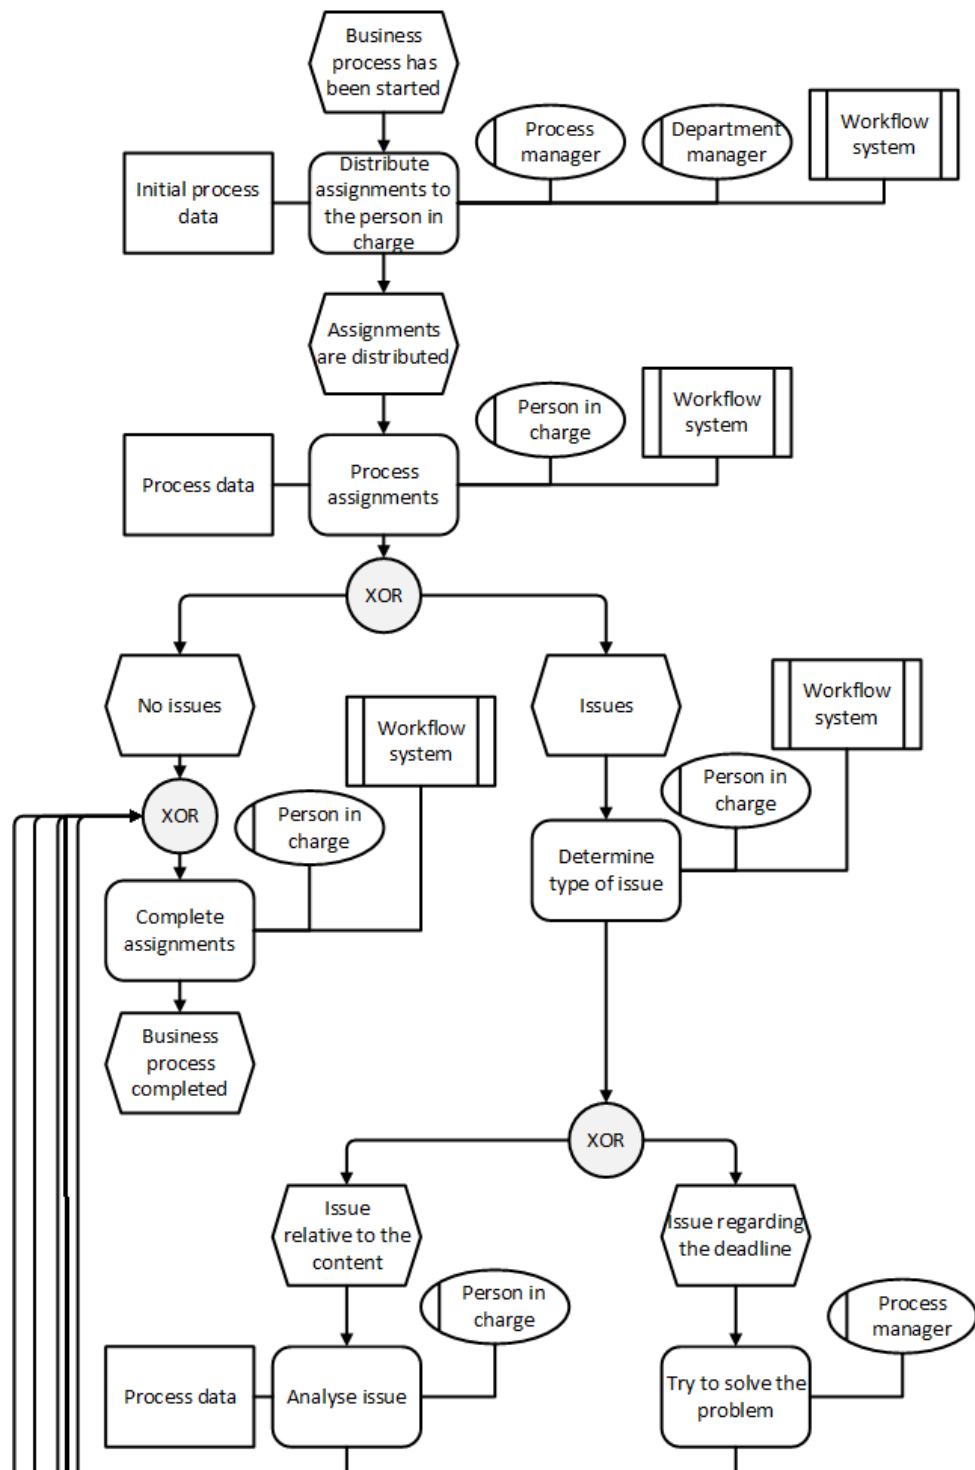 Business
process has
been started
Process
manager
Department
manager
Workflow
system
Initial process
data
Distribute
assignments to
the person in
charge
Assignments
are distributed
Person in
charge
Workflow
system
Process data
Process
assignments
XOR
No issues
Issues
Workflow
system
Workflow
system
Person in
charge
XOR
Person in
charge
Determine
type of issue
Complete
assignments
Business
process
completed
XOR
Issue
relative to the
content
Issue regarding
the deadline
Person in
charge
Process
manager
Process data
Analyse issue
Try to solve the
problem